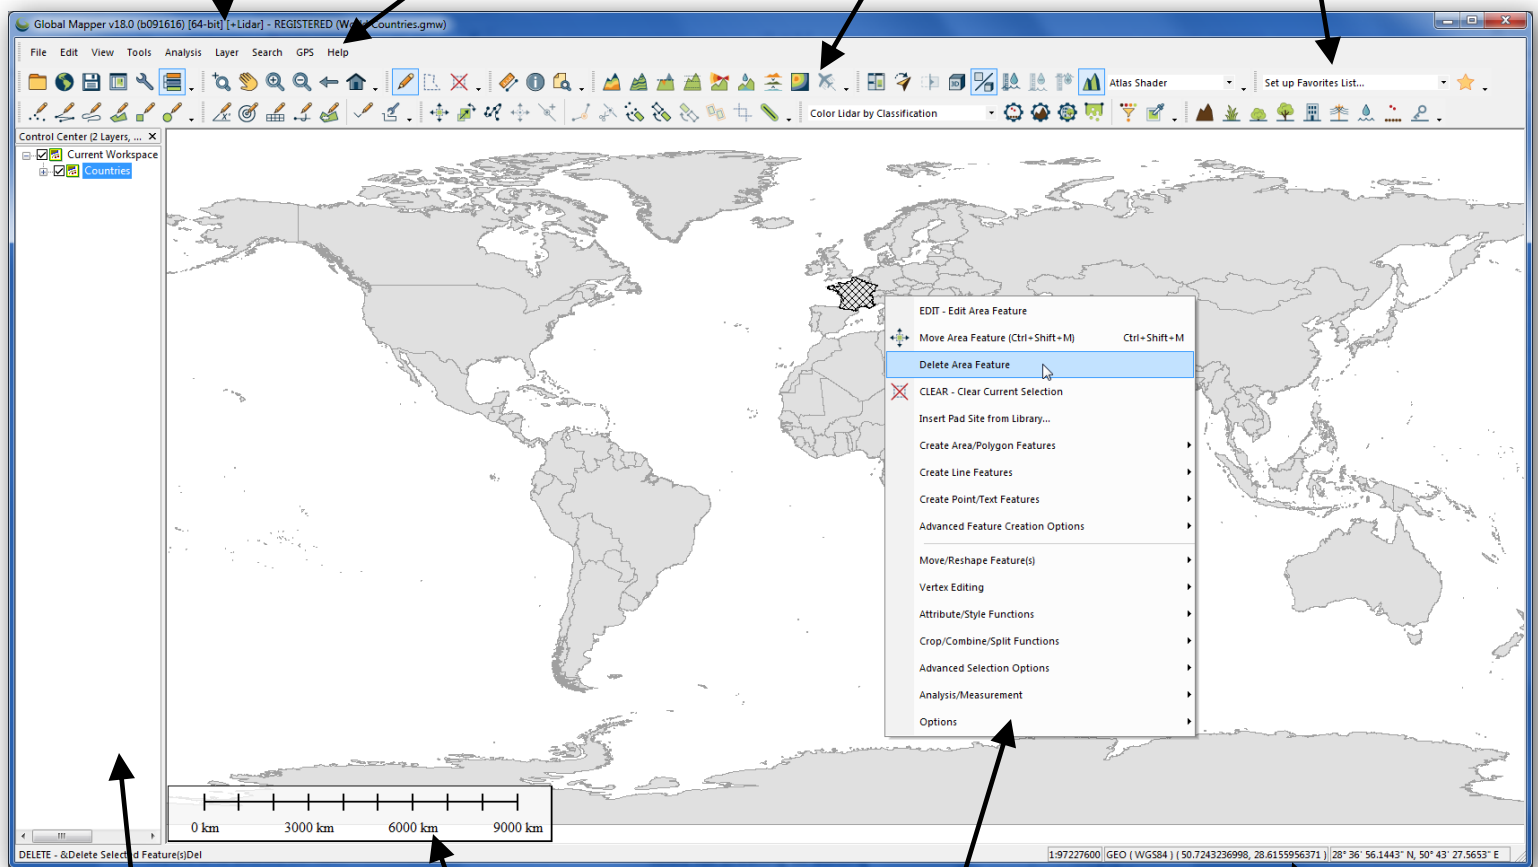 Global Mapper v18.0 (b091616) [64-bit] [+Lidar] - REGISTERED (World Countries.gmw)
File Edit View Tools Analysis Layer Search GPS Help
Atlas Shader
Set up Favorites List...
Color Lidar by Classification
Control Center (2 Layers, ...
Current Workspace
Countries
EDIT - Edit Area Feature
Move Area Feature (Ctrl+Shift+M) Ctrl+Shift+M
Delete Area Feature
CLEAR - Clear Current Selection
Insert Pad Site from Library...
Create Area/Polygon Features
Create Line Features
Create Point/Text Features
Advanced Feature Creation Options
Move/Reshape Feature(s)
Vertex Editing
Attribute/Style Functions
Crop/Combine/Split Functions
Advanced Selection Options
Analysis/Measurement
Options
0 km 3000 km 6000 km 9000 km
DELETE - &Delete Selected Feature(s)Del
1:97227600 GEO ( WGS84 ) ( 50.7243236998, 28.6155956371 ) 28° 36' 56.1443" N, 50° 43' 27.5653" E